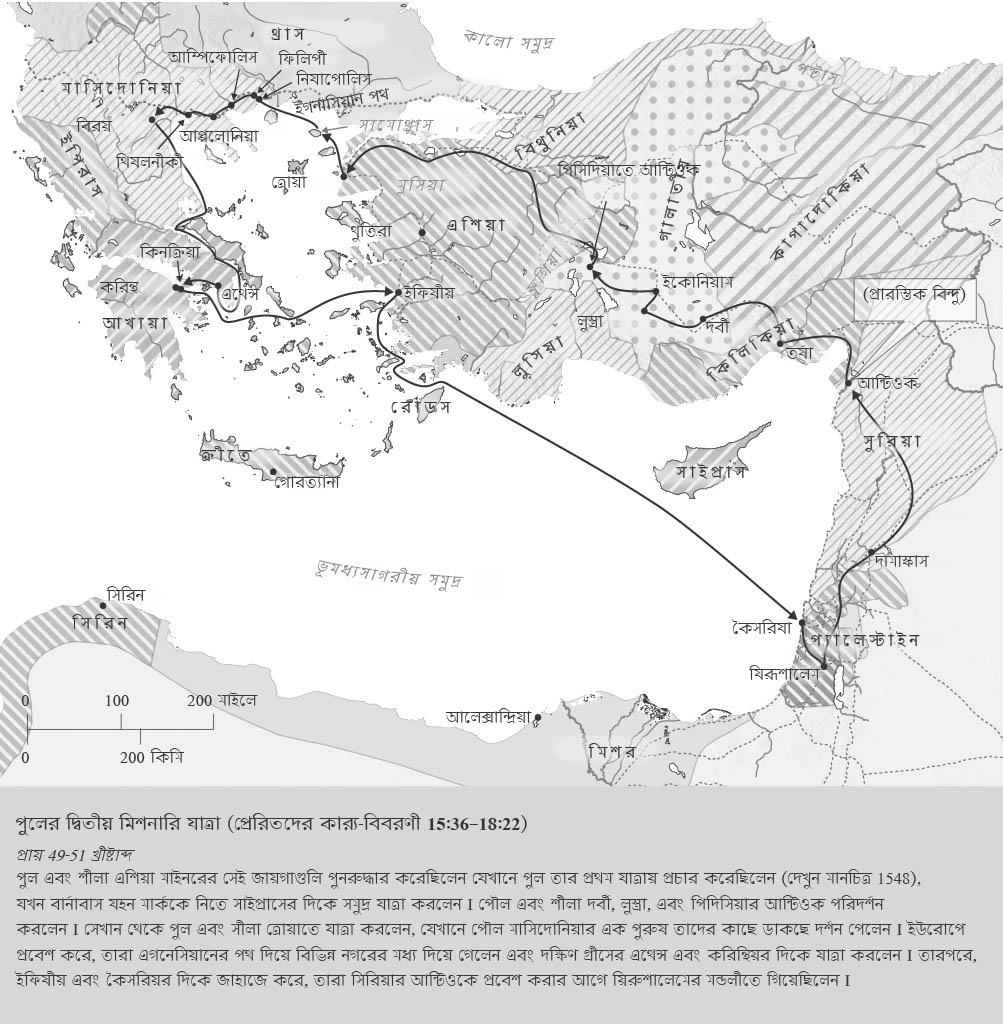 থ্রাস
কালো সমুদ্র
আম্পিফোলিস
ফিলিপী
নিযাপোলিস
পন্টাস
মাসিদোনিয়া
ইগনাসিয়ান পথ
বিরয়
আপ্পলোনিয়া
সামোথ্রাস
বিথুনিয়া
থিষলনীকী
পিসিদিয়াতে আন্টিওক
এপিরাস
ত্রোয়া
মুসিয়া
গালাতীয়
কাপাদোকিয়া
থুতিরা
এশিয়া
কিনক্রিয়া
ফ্রুগিয়া
করিন্থ
এথেন্স
ইফিষীয়
ইকোনিয়াম
(প্রারম্ভিক বিন্দু)
আখায়া
লুস্ত্রা
দর্বী
লুসিয়া
কিলিকিয়া
তর্ষা
আন্টিওক
রোডস
সুরিয়া
ক্রীতে
গোরত্যানা
সাইপ্রাস
ভূমধ্যসাগরীয় সমুদ্র
দামাস্কাস
সিরিন
সিরিন
কৈসরিযা
প্যালেস্টাইন
যিরূশালেম
0 100 200 মাইলে
আলেক্সান্দ্রিয়া
মিশর
0 200 কিমি
পুলের দ্বিতীয় মিশনারি যাত্রা (প্রেরিতদের কার্য-বিবরণী 15:36–18:22)
প্রায় 49-51 খ্রীষ্টাব্দ
পুল এবং শীলা এশিয়া মাইনরের সেই জায়গাগুলি পুনরুদ্ধার করেছিলেন যেখানে পুল তার প্রথম যাত্রায় প্রচার করেছিলেন (দেখুন মানচিত্র 1548),
যখন বার্নাবাস যহন মার্ককে নিতে সাইপ্রাসের দিকে সমুদ্র যাত্রা করলেন I পৌল এবং শীলা দর্বী, লুস্ত্রা, এবং পিদিসিয়ার আন্টিওক পরিদর্শন
করলেন I সেখান থেকে পুল এবং সীলা ত্রোয়াতে যাত্রা করলেন, যেখানে পৌল মাসিদোনিয়ার এক পুরুষ তাদের কাছে ডাকছে দর্শন পেলেন I ইউরোপে
প্রবেশ করে, তারা এগনেসিয়ানের পথ দিয়ে বিভিন্ন নগরের মধ্য দিয়ে গেলেন এবং দক্ষিণ গ্রীসের এথেন্স এবং করিন্থিয়র দিকে যাত্রা করলেন I তারপরে,
ইফিষীয় এবং কৈসরিয়র দিকে জাহাজে করে, তারা সিরিয়ার আন্টিওকে প্রবেশ করার আগে য়িরুশালেমের মন্ডলীতে গিয়েছিলেন I